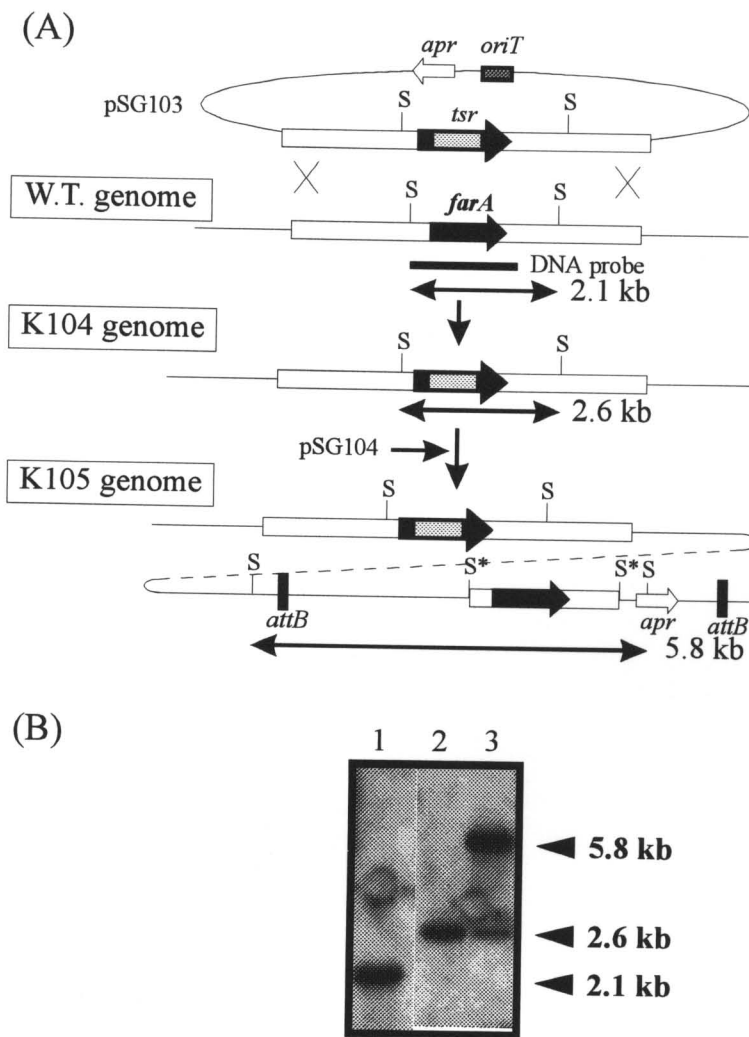 (A)
apr oriT
pSG103
S tsr S
W.T. genome
S farA S
DNA probe
2.1 kb
K104 genome
S S
2.6 kb
pSG104
K105 genome
S S
S S* S* S
attB apr attB
5.8 kb
(B)
1 2 3
5.8 kb
2.6 kb
2.1 kb